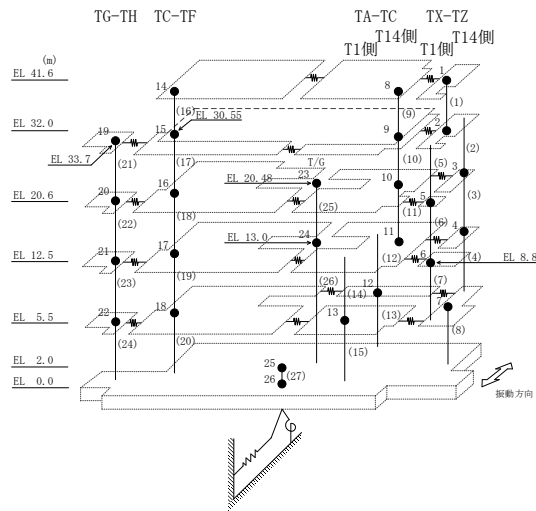 TG-TH TC-TF TA-TC TX-TZ
T1側 T14側 T1側 T14側
(m)
EL 41.6
14 8 1
(16) (9) (1)
EL 30.55
EL 32.0
19 15 9 2
EL 33.7
(21) (17) (10) (2)
T/G
EL 20.48 23 10 (5) 3
EL 20.6
20 16 (11) 5 (3)
(22) (18) (25) (6)
EL 13.0 24 11 4
EL 12.5
21 17 (12) 6 (4) EL 8.8
(23) (19) (26) (14) 12 (7)
EL 5.5
22 18 13 (13) 7
(24) (20) (15) (8)
EL 2.0
25
EL 0.0
26 (27)
振動方向